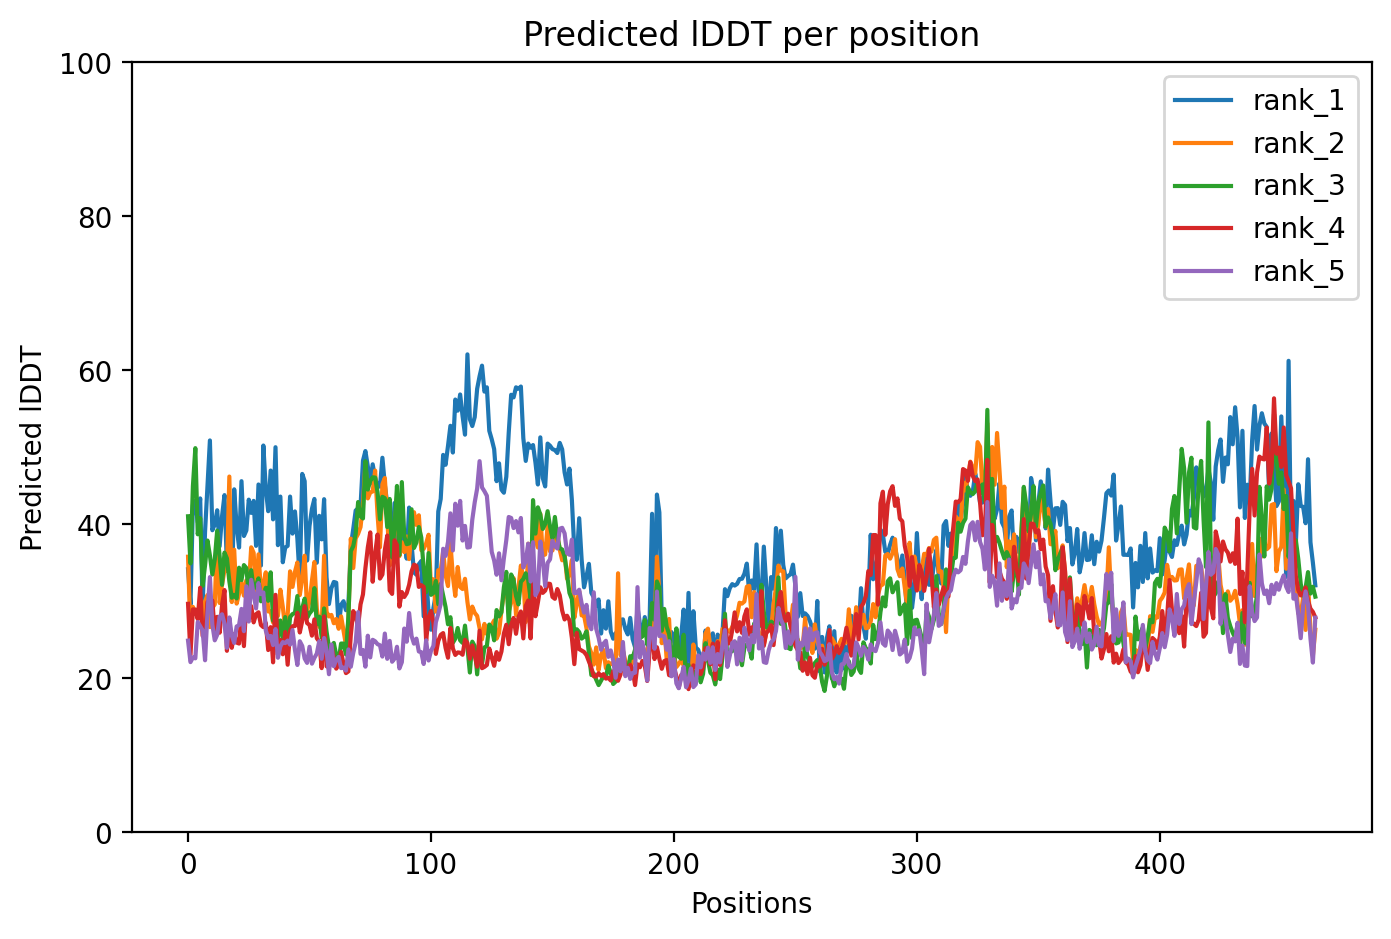 Predicted lDDT per position
100
80
60
40
20
0
Predicted lDDT
0 100 200 300 400
Positions
rank_1
rank_2
rank_3
rank_4
rank_5